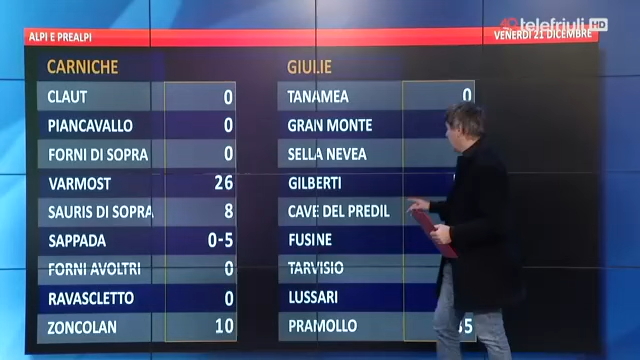 40 telefriuli HD
ALPI E PREALPI
VENERDI 21 DICEMBRE
CARNICHE
CLAUT 0
PIANCAVALLO 0
FORNI DI SOPRA 0
VARMOST 26
SAURIS DI SOPRA 8
SAPPADA 0-5
FORNI AVOLTRI 0
RAVASCLETTO 0
ZONCOLAN 10
GIULIE
TANAMEA 0
GRAN MONTE
SELLA NEVEA
GILBERTI
CAVE DEL PREDIL
FUSINE
TARVISIO
LUSSARI
PRAMOLLO